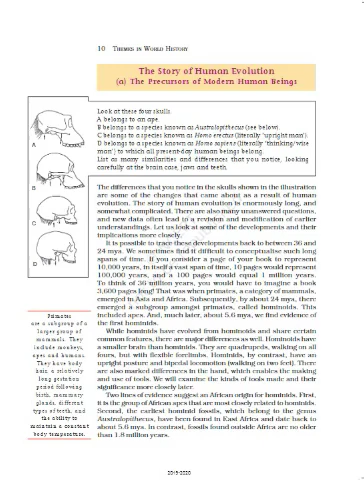 10 THEMES IN WORLD HISTORY
The Story of Human Evolution
(a) The Precursors of Modern Human Beings
Look at these four skulls.
A belongs to an ape.
B belongs to a species known as Australopithecus (see below).
C belongs to a species known as Homo erectus (literally 'upright man').
D belongs to a species known as Homo sapiens (literally 'thinking/wise
man') to which all present-day human beings belong.
List as many similarities and differences that you notice, looking
carefully at the brain case, jaws and teeth.
A
B
C
D
The differences that you notice in the skulls shown in the illustration
are some of the changes that came about as a result of human
evolution. The story of human evolution is enormously long, and
somewhat complicated. There are also many unanswered questions,
and new data often lead to a revision and modification of earlier
understandings. Let us look at some of the developments and their
implications more closely.
It is possible to trace these developments back to between 36 and
24 mya. We sometimes find it difficult to conceptualise such long
spans of time. If you consider a page of your book to represent
10,000 years, in itself a vast span of time, 10 pages would represent
100,000 years, and a 100 pages would equal 1 million years.
To think of 36 million years, you would have to imagine a book
3,600 pages long! That was when primates, a category of mammals,
emerged in Asia and Africa. Subsequently, by about 24 mya, there
emerged a subgroup amongst primates, called hominoids. This
included apes. And, much later, about 5.6 mya, we find evidence of
the first hominids.
While hominids have evolved from hominoids and share certain
common features, there are major differences as well. Hominoids have
a smaller brain than hominids. They are quadrupeds, walking on all
fours, but with flexible forelimbs. Hominids, by contrast, have an
upright posture and bipedal locomotion (walking on two feet). There
are also marked differences in the hand, which enables the making
and use of tools. We will examine the kinds of tools made and their
significance more closely later.
Two lines of evidence suggest an African origin for hominids. First,
it is the group of African apes that are most closely related to hominids.
Second, the earliest hominid fossils, which belong to the genus
Australopithecus, have been found in East Africa and date back to
about 5.6 mya. In contrast, fossils found outside Africa are no older
than 1.8 million years.
Primates
are a subgroup of a
larger group of
mammals. They
include monkeys,
apes and humans.
They have body
hair, a relatively
long gestation
period following
birth, mammary
glands, different
types of teeth, and
the ability to
maintain a constant
body temperature.
2019-2020